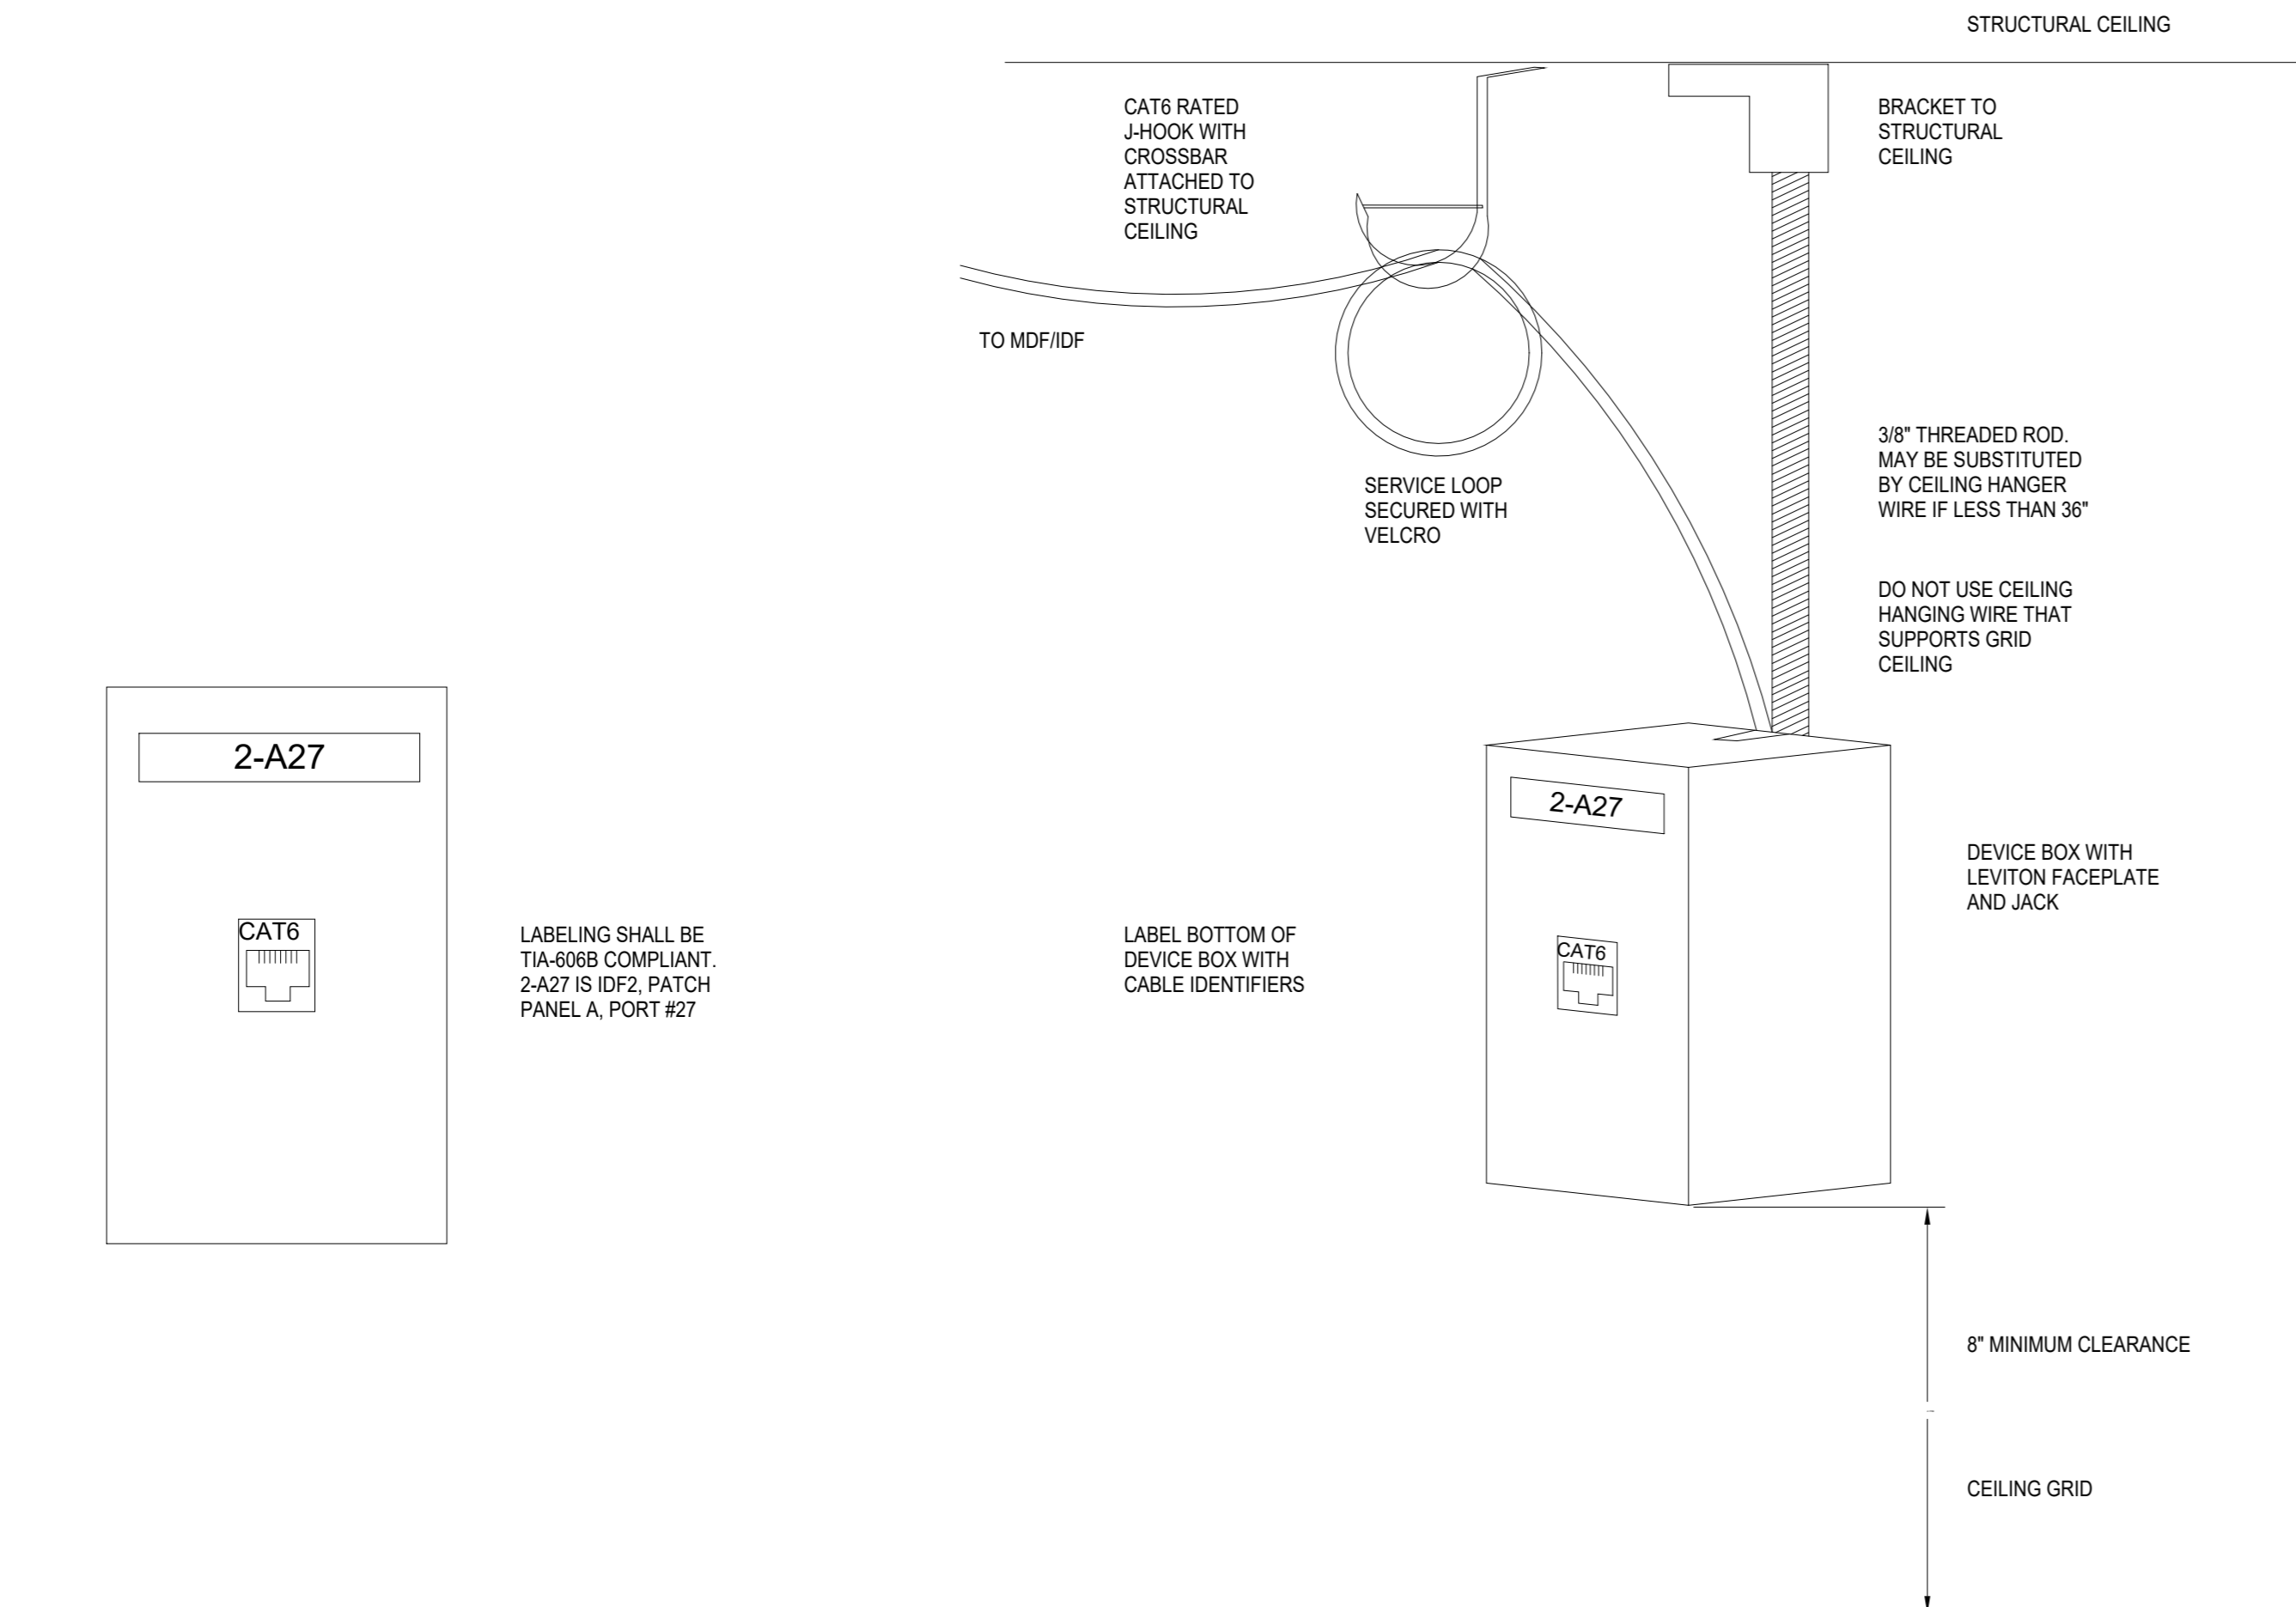 STRUCTURAL CEILING
CAT6 RATED
J-HOOK WITH
CROSSBAR
ATTACHED TO
STRUCTURAL
CEILING
BRACKET TO
STRUCTURAL
CEILING
TO MDF/IDF
SERVICE LOOP
SECURED WITH
VELCRO
3/8" THREADED ROD.
MAY BE SUBSTITUTED
BY CEILING HANGER
WIRE IF LESS THAN 36"
DO NOT USE CEILING
HANGING WIRE THAT
SUPPORTS GRID
CEILING
2-A27
CAT6
LABELING SHALL BE
TIA-606B COMPLIANT.
2-A27 IS IDF2, PATCH
PANEL A, PORT #27
LABEL BOTTOM OF
DEVICE BOX WITH
CABLE IDENTIFIERS
2-A27
CAT6
DEVICE BOX WITH
LEVITON FACEPLATE
AND JACK
8" MINIMUM CLEARANCE
CEILING GRID